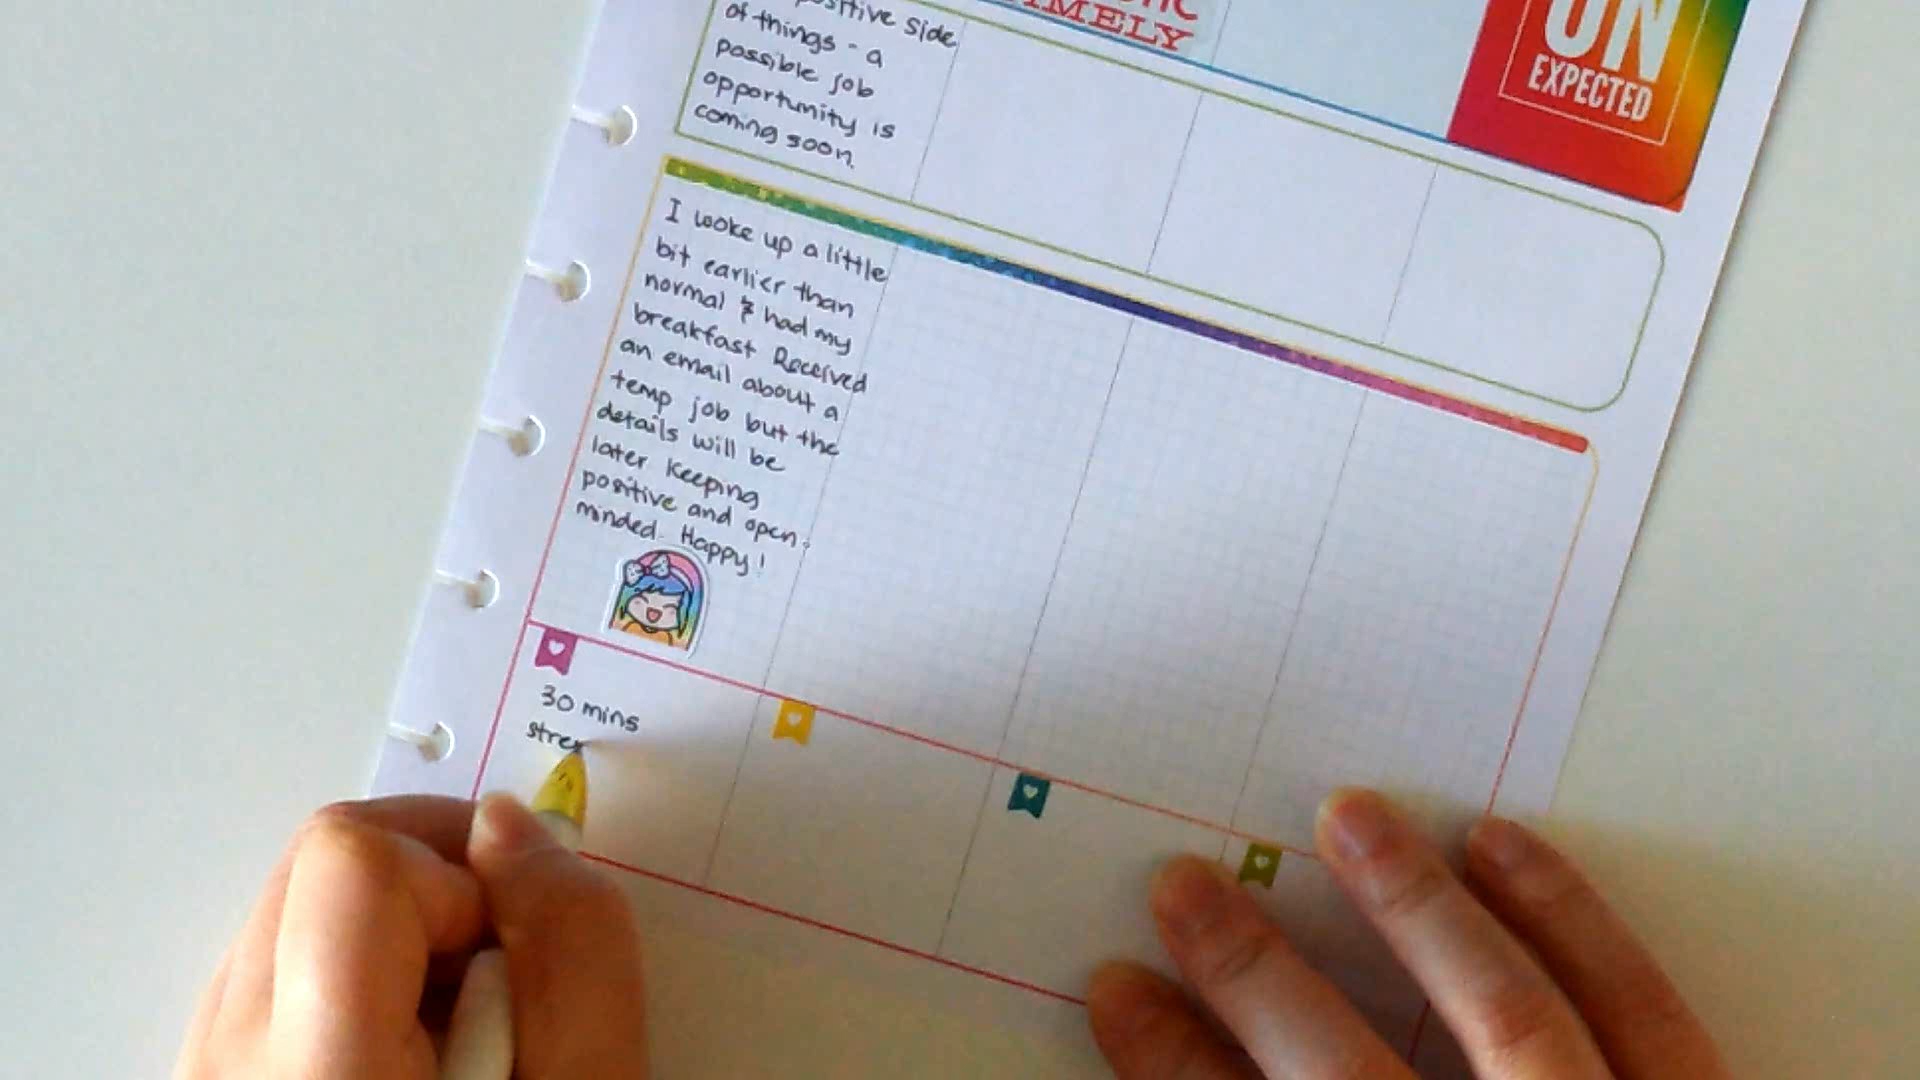 side
of things - a
possible job
opportunity is
coming soon.
TIMELY
UN
EXPECTED
I woke up a little
bit earlier than
normal & had my
breakfast Received
an email about a
temp job but the
details will be
later Keeping
positive and open-
minded. Happy!
30 mins